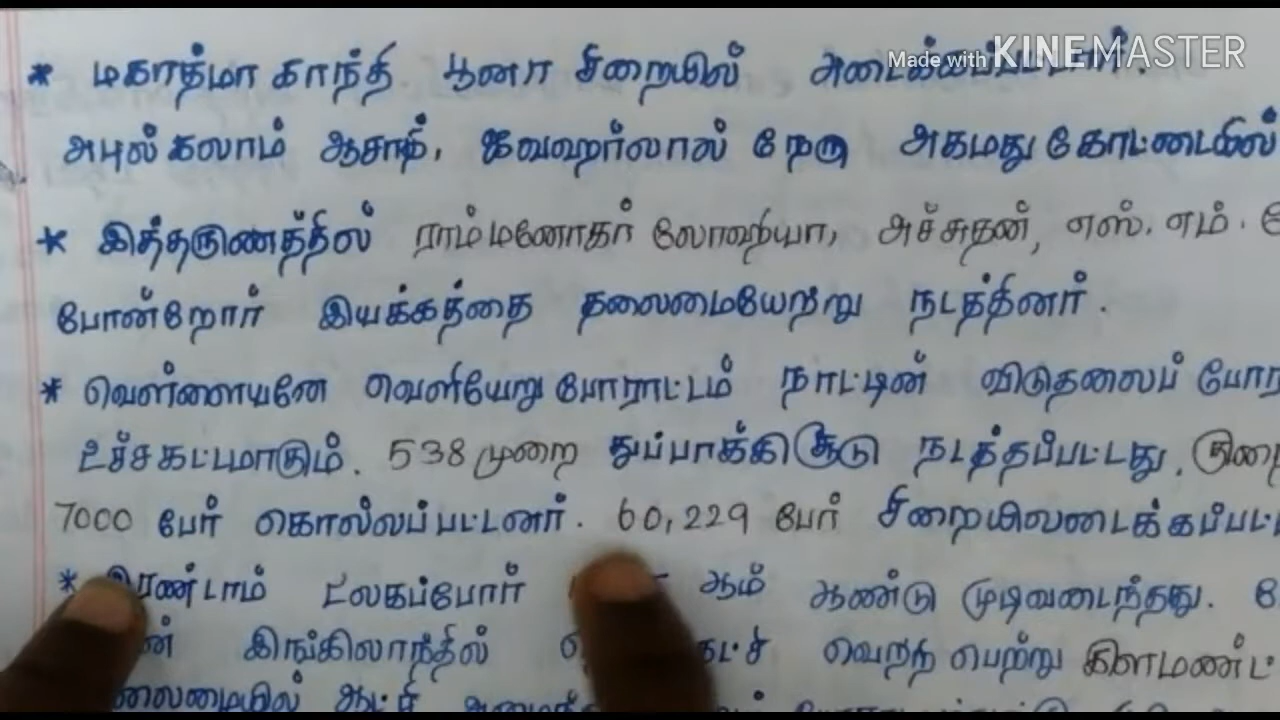 Made with KINEMASTER
* மகாத்மா காந்தி பூனா சிறையில் அடைக்கப்பட்டார்.
அபுல்கலாம் ஆசாத், ஜவஹர்லால் நேரு அகமது கோட்டையில்
* இத்தருணத்தில் ராம்மனோகர் லோஹியா, அச்சுதன், எஸ்.எம்.
போன்றோர் இயக்கத்தை தலைமையேற்று நடத்தினர்.
* வெள்ளையனே வெளியேறு போராட்டம் நாட்டின் விடுதலைப்
உச்சகட்டமாகும். 538 முறை துப்பாக்கிசூடு நடத்தப்பட்டது.
7000 பேர் கொல்லப்பட்டனர். 60,229 பேர்
* இரண்டாம் உலகப்போர் ஆம் ஆண்டு முடிவடைந்தது.
இங்கிலாந்தில் வெற்றி பெற்று
ஆட்சி